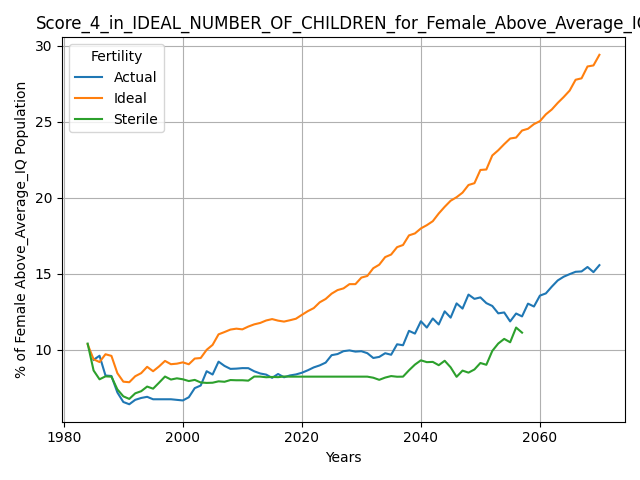 Score_4_in_IDEAL_NUMBER_OF_CHILDREN_for_Female_Above_Average_IQ
% of Female Above_Average_IQ Population
30
25
20
15
10
Fertility
Actual
Ideal
Sterile
1980
2000
2020
2040
2060
Years